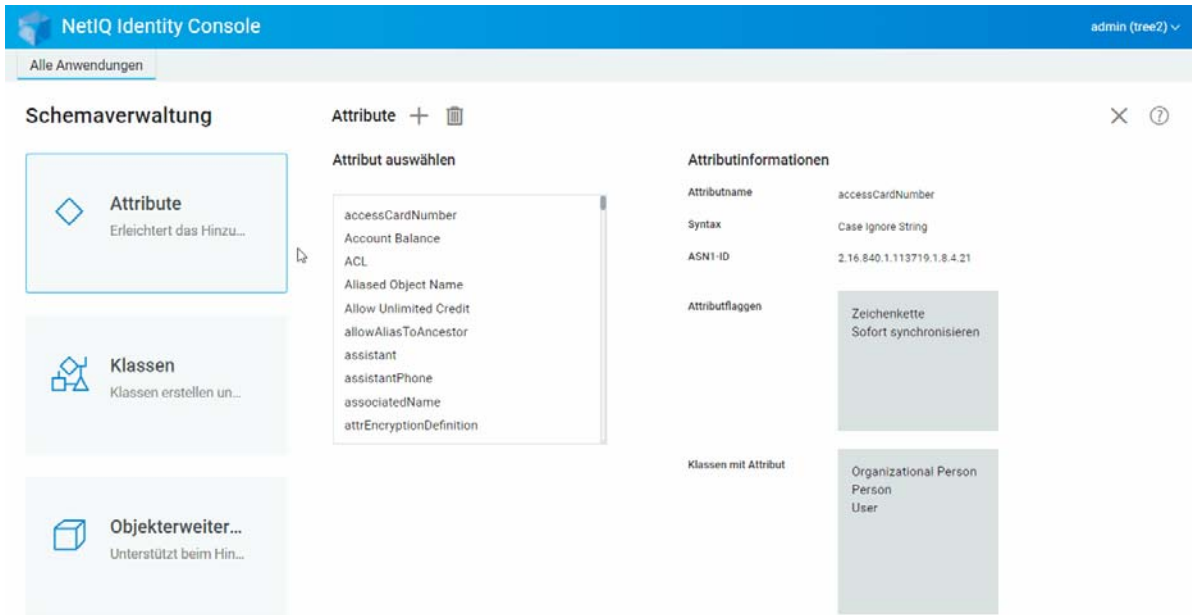 NetIQ Identity Console
admin (tree2)
Alle Anwendungen
Schemaverwaltung
Attribute
Erleichtert das Hinzu...
Klassen
Klassen erstellen un...
Objekterweiter...
Unterstützt beim Hin...
Attribute
Attribut auswählen
accessCardNumber
Account Balance
ACL
Aliased Object Name
Allow Unlimited Credit
allowAliasToAncestor
assistant
assistantPhone
associatedName
attrEncryptionDefinition
Attributinformationen
Attributname accessCardNumber
Syntax Case Ignore String
ASN1-ID 2.16.840.1.113719.1.8.4.21
Attributflaggen Zeichenkette
Sofort synchronisieren
Klassen mit Attribut Organizational Person
Person
User